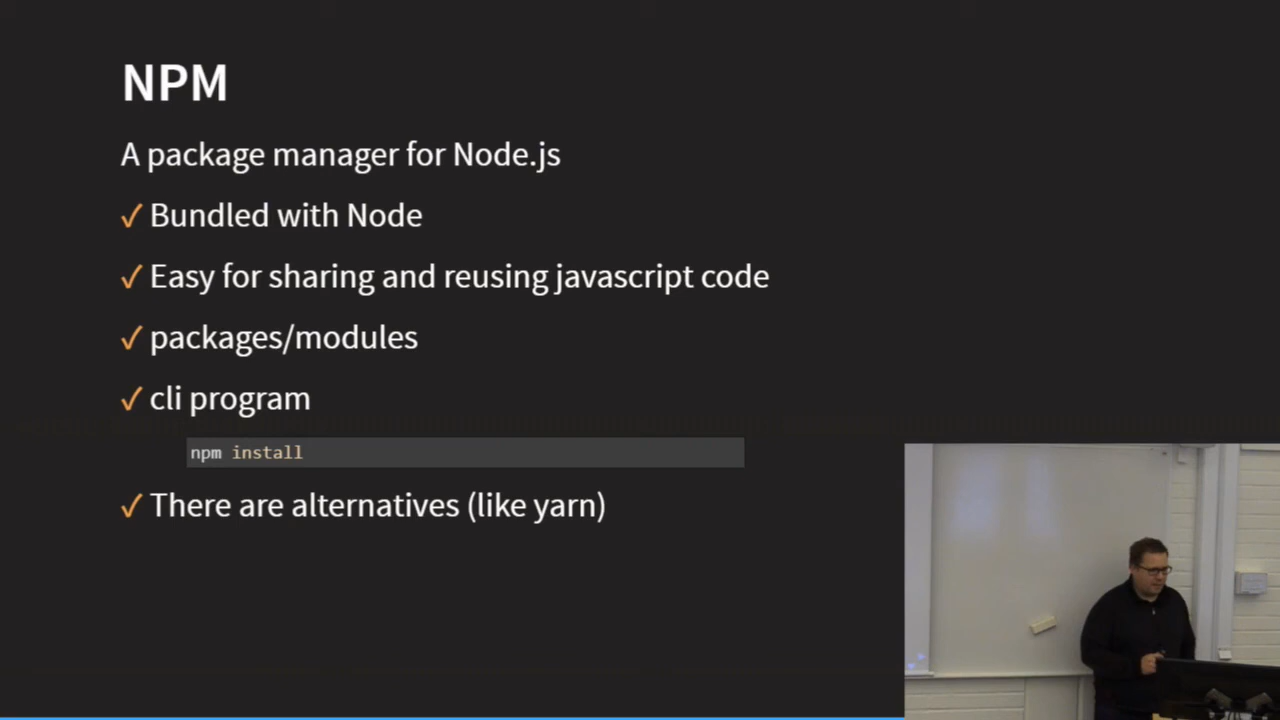 NPM
A package manager for Node.js
✓ Bundled with Node
✓ Easy for sharing and reusing javascript code
✓ packages/modules
✓ cli program
npm install
✓ There are alternatives (like yarn)